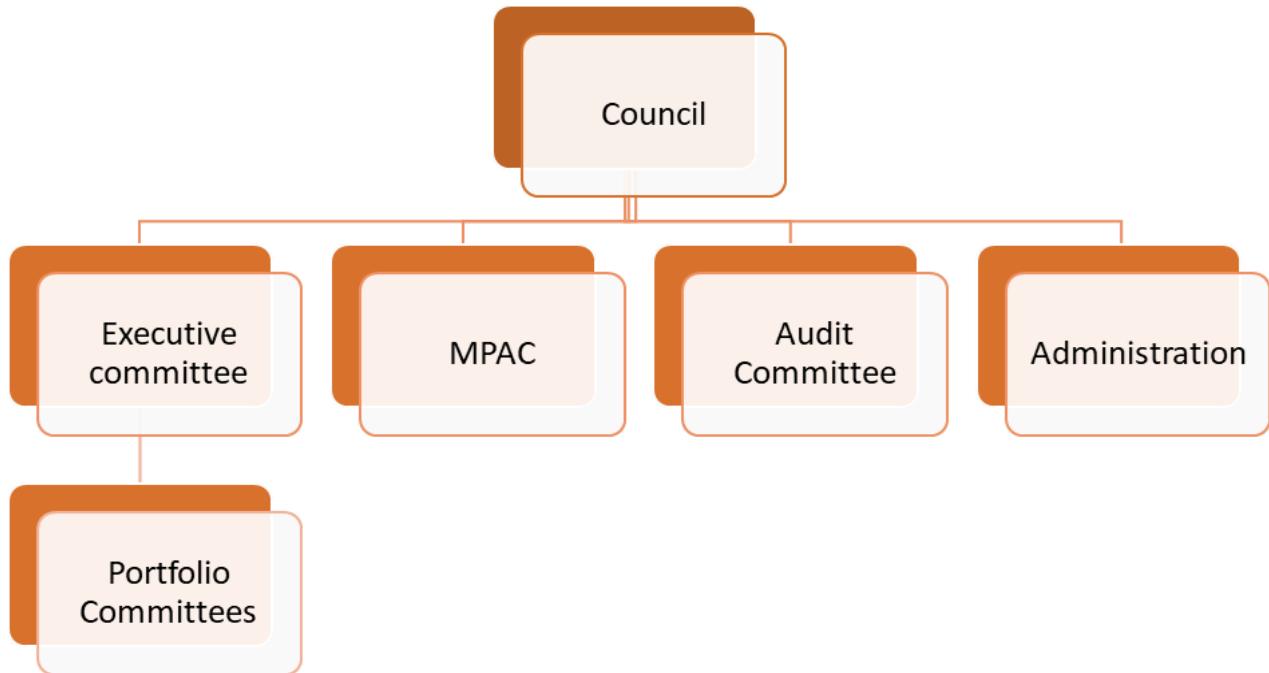 Council
Executive
committee
MPAC
Audit
Committee
Administration
Portfolio
Committees